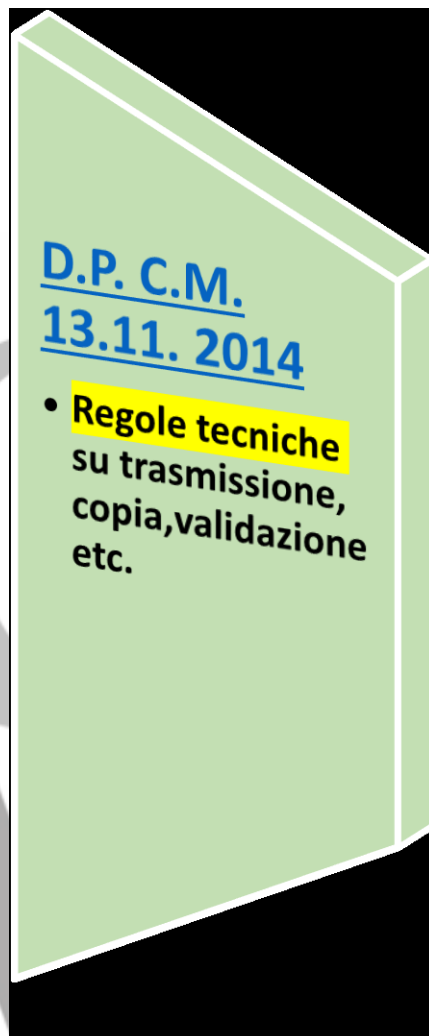 D.P. C.M.
13.11. 2014
• Regole tecniche
su trasmissione,
copia,validazione
etc.